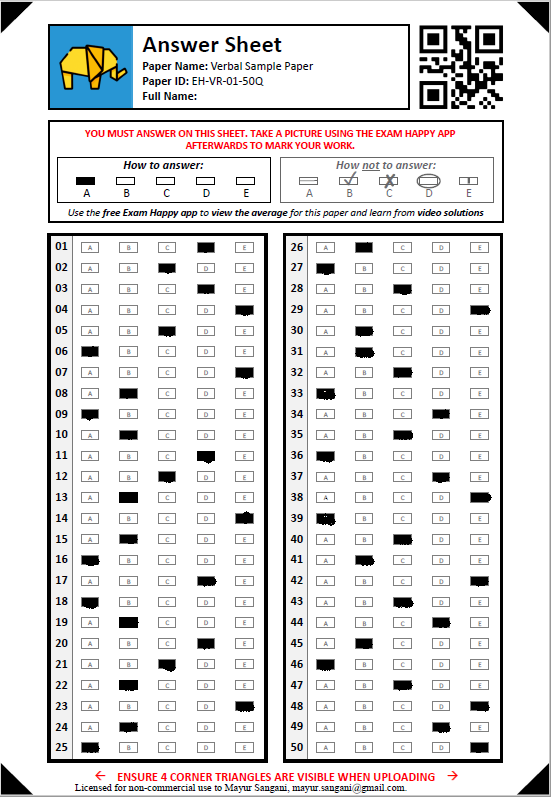 Answer Sheet
Paper Name: Verbal Sample Paper
Paper ID: EH-VR-01-50Q
Full Name:
YOU MUST ANSWER ON THIS SHEET. TAKE A PICTURE USING THE EXAM HAPPY APP
AFTERWARDS TO MARK YOUR WORK.
How to answer:
A B C D E
How not to answer:
A B C D E
Use the free Exam Happy app to view the average for this paper and learn from video solutions
01 A B C E
02 A B D E
03 A B C E
04 A B C D
05 A B D E
06 B C D E
07 A B C D
08 A C D E
09 B C D E
10 A C D E
11 A B C E
12 A B D E
13 A C D E
14 A B C D
15 A C D E
16 B C D E
17 A B C E
18 B C D E
19 A C D E
20 A B C E
21 A B D E
22 A C D E
23 A B C D
24 A C D E
25 B C D E
26 A C D E
27 B C D E
28 A B D E
29 A B C D
30 A C D E
31 A C D E
32 A B D E
33 B C D E
34 A B C E
35 A B D E
36 B C D E
37 A B C E
38 A B C D
39 B C D E
40 A B D E
41 A C D E
42 A B C D
43 A B D E
44 A B C E
45 A C D E
46 B C D E
47 A B D E
48 A B C D
49 A B C E
50 A B C D
← ENSURE 4 CORNER TRIANGLES ARE VISIBLE WHEN UPLOADING →
Licensed for non-commercial use to Mayur Sangani, mayur.sangani@gmail.com.